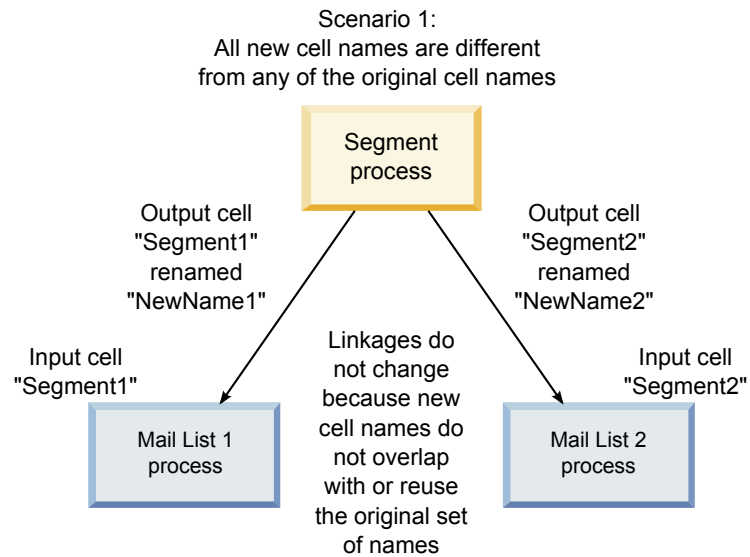 Scenario 1:
All new cell names are different
from any of the original cell names
Segment
process
Output cell
"Segment1"
renamed
"NewName1"
Output cell
"Segment2"
renamed
"NewName2"
Input cell
"Segment1"
Linkages do
not change
because new
cell names do
not overlap
with or reuse
the original set
of names
Input cell
"Segment2"
Mail List 1
process
Mail List 2
process